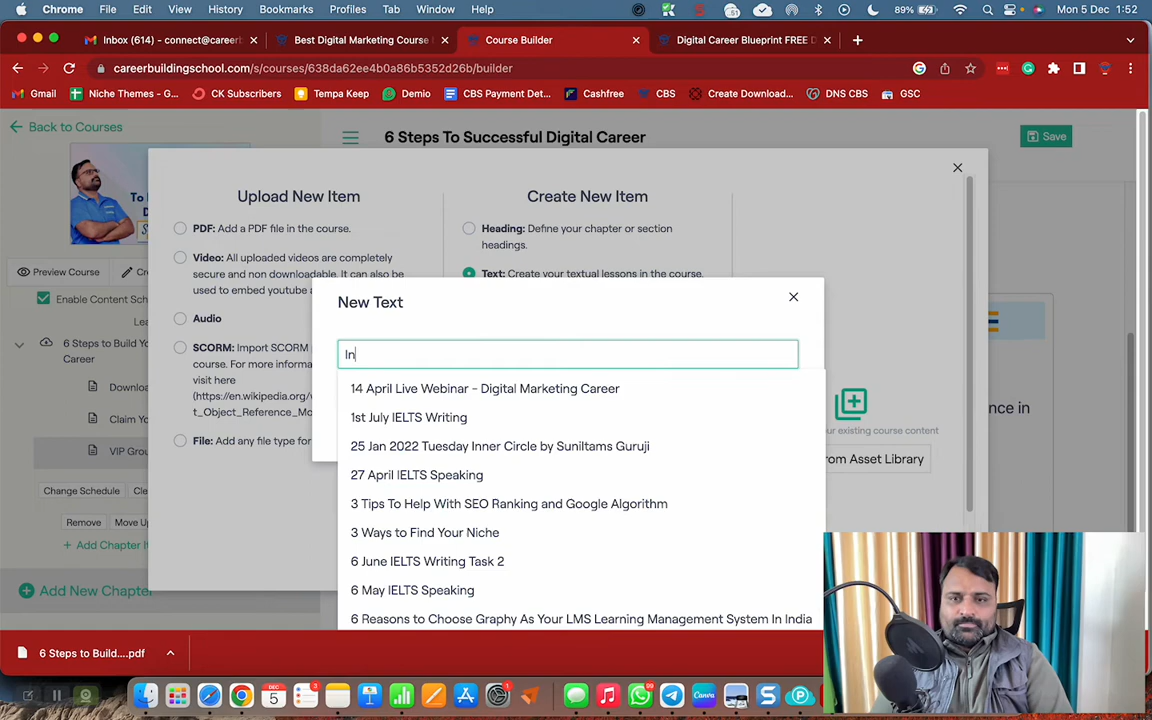 Chrome File Edit View History Bookmarks Profiles Tab Window Help 89% Mon 5 Dec 1:52
Inbox (614) - connect@career
Best Digital Marketing Course
Course Builder
Digital Career Blueprint FREE D
careerbuildingschool.com/s/courses/638da62ee4b0a86b5352d26b/builder
Gmail Niche Themes - G... CK Subscribers Tempa Keep Demio CBS Payment Det... Cashfree CBS Create Download... DNS CBS GSC
Back to Courses
6 Steps To Successful Digital Career
Save
To
Upload New Item
Create New Item
PDF: Add a PDF file in the course.
Video: All uploaded videos are completely
secure and non downloadable. It can also be
used to embed youtube a
Audio
SCORM: Import SCORM
course. For more informa
visit here
(https://en.wikipedia.org/
t_Object_Reference_Mo
File: Add any file type for
Heading: Define your chapter or section
headings.
Text: Create your textual lessons in the course.
Preview Course
Cre
Enable Content Sch
Lea
6 Steps to Build Yo
Career
Downloa
Claim Yo
VIP Grou
Change Schedule Cle
Remove Move Up
+ Add Chapter It
Add New Chapter
New Text
In
14 April Live Webinar - Digital Marketing Career
1st July IELTS Writing
25 Jan 2022 Tuesday Inner Circle by Suniltams Guruji
27 April IELTS Speaking
3 Tips To Help With SEO Ranking and Google Algorithm
3 Ways to Find Your Niche
6 June IELTS Writing Task 2
6 May IELTS Speaking
6 Reasons to Choose Graphy As Your LMS Learning Management System In India
nce in
your existing course content
rom Asset Library
6 Steps to Build....pdf